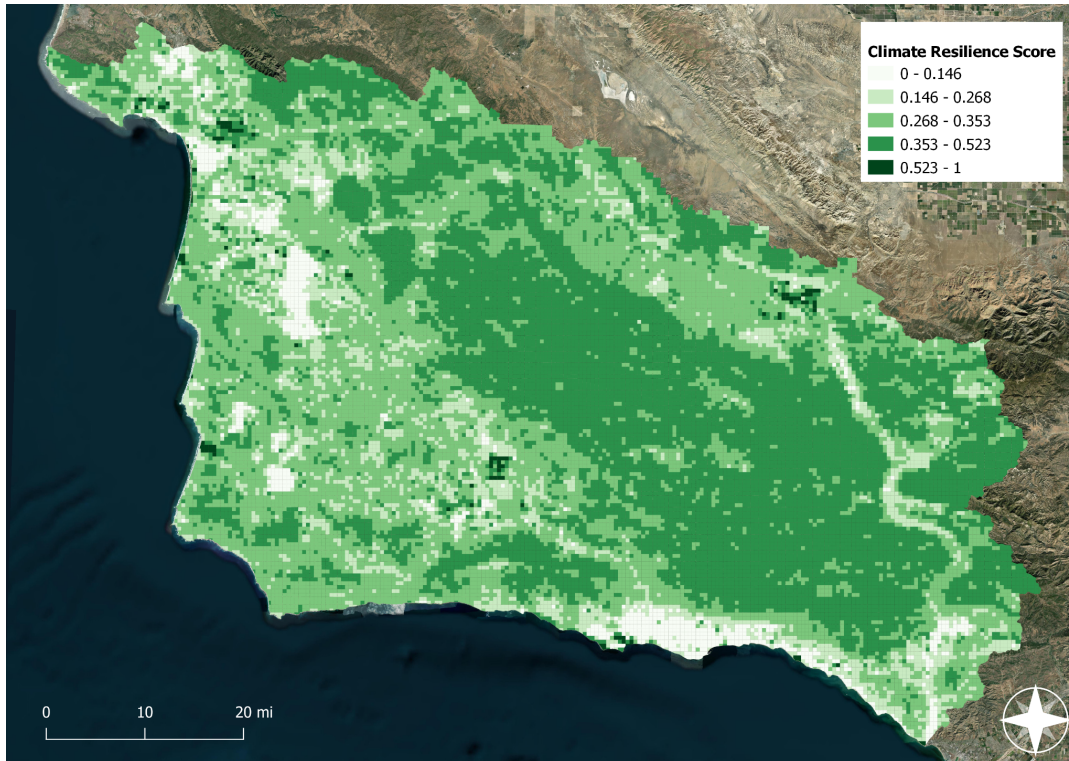 Climate Resilience Score
0 - 0.146
0.146 - 0.268
0.268 - 0.353
0.353 - 0.523
0.523 - 1
0 10 20 mi